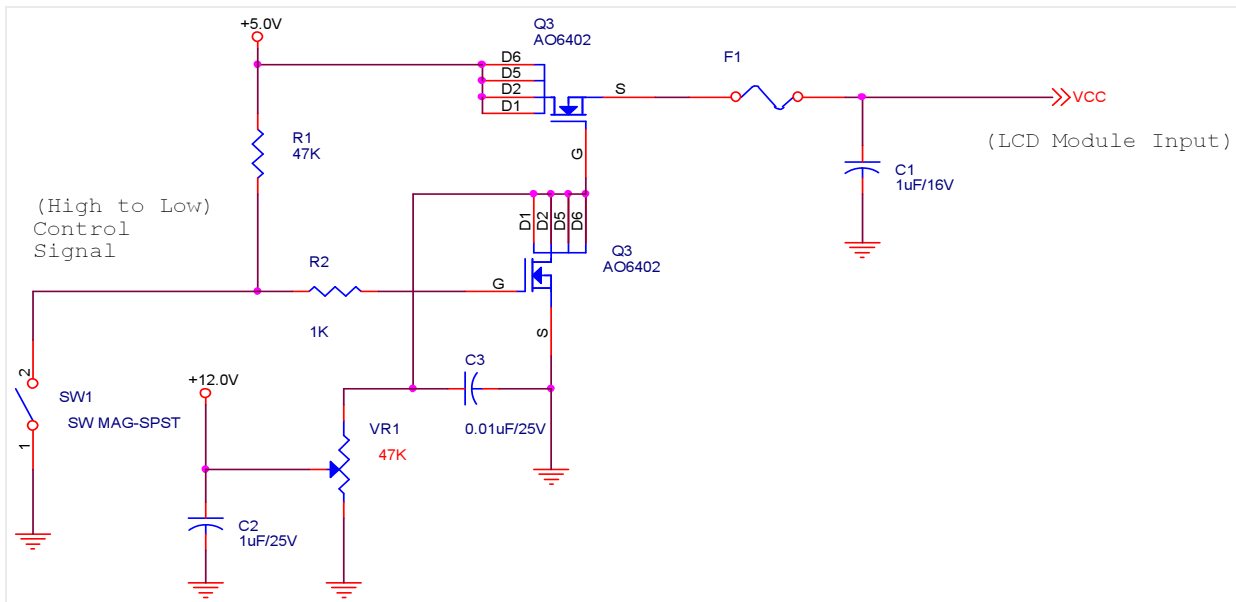 +5.0V
Q3
AO6402
D6
D5
D2
D1
S
G
F1
VCC
(LCD Module Input)
R1
47K
C1
1uF/16V
(High to Low)
Control
Signal
D1
D2
D5
D6
Q3
AO6402
R2
1K
G
S
2
SW1
SW MAG-SPST
1
+12.0V
C3
0.01uF/25V
VR1
47K
C2
1uF/25V